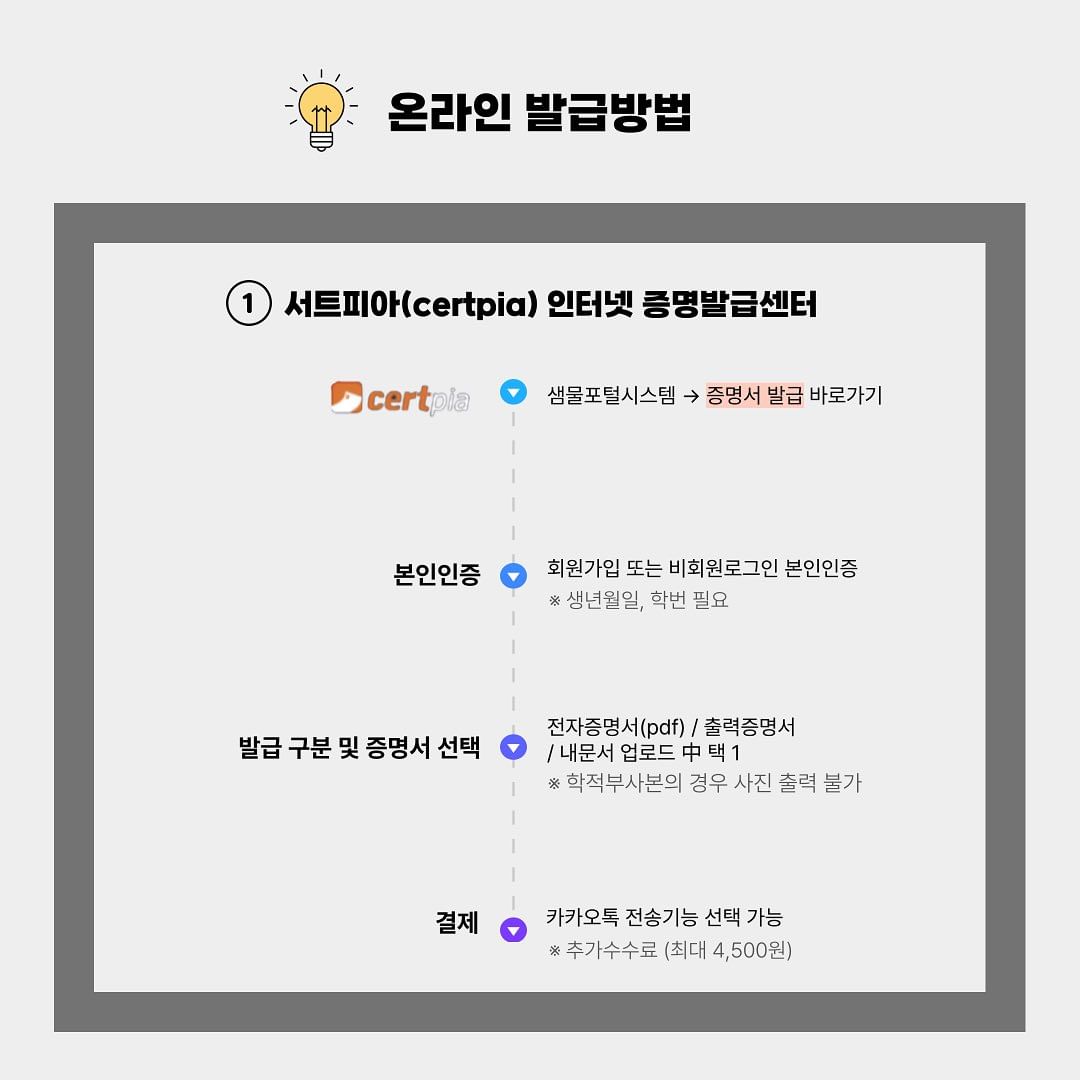 온라인 발급방법
1 서트피아(certpia) 인터넷 증명발급센터
certpia
샘물포털시스템 → 증명서 발급 바로가기
본인인증
회원가입 또는 비회원로그인 본인인증
※ 생년월일, 학번 필요
발급 구분 및 증명서 선택
전자증명서(pdf) / 출력증명서
/ 내문서 업로드 中 택 1
※ 학적부사본의 경우 사진 출력 불가
결제
카카오톡 전송기능 선택 가능
※ 추가수수료 (최대 4,500원)